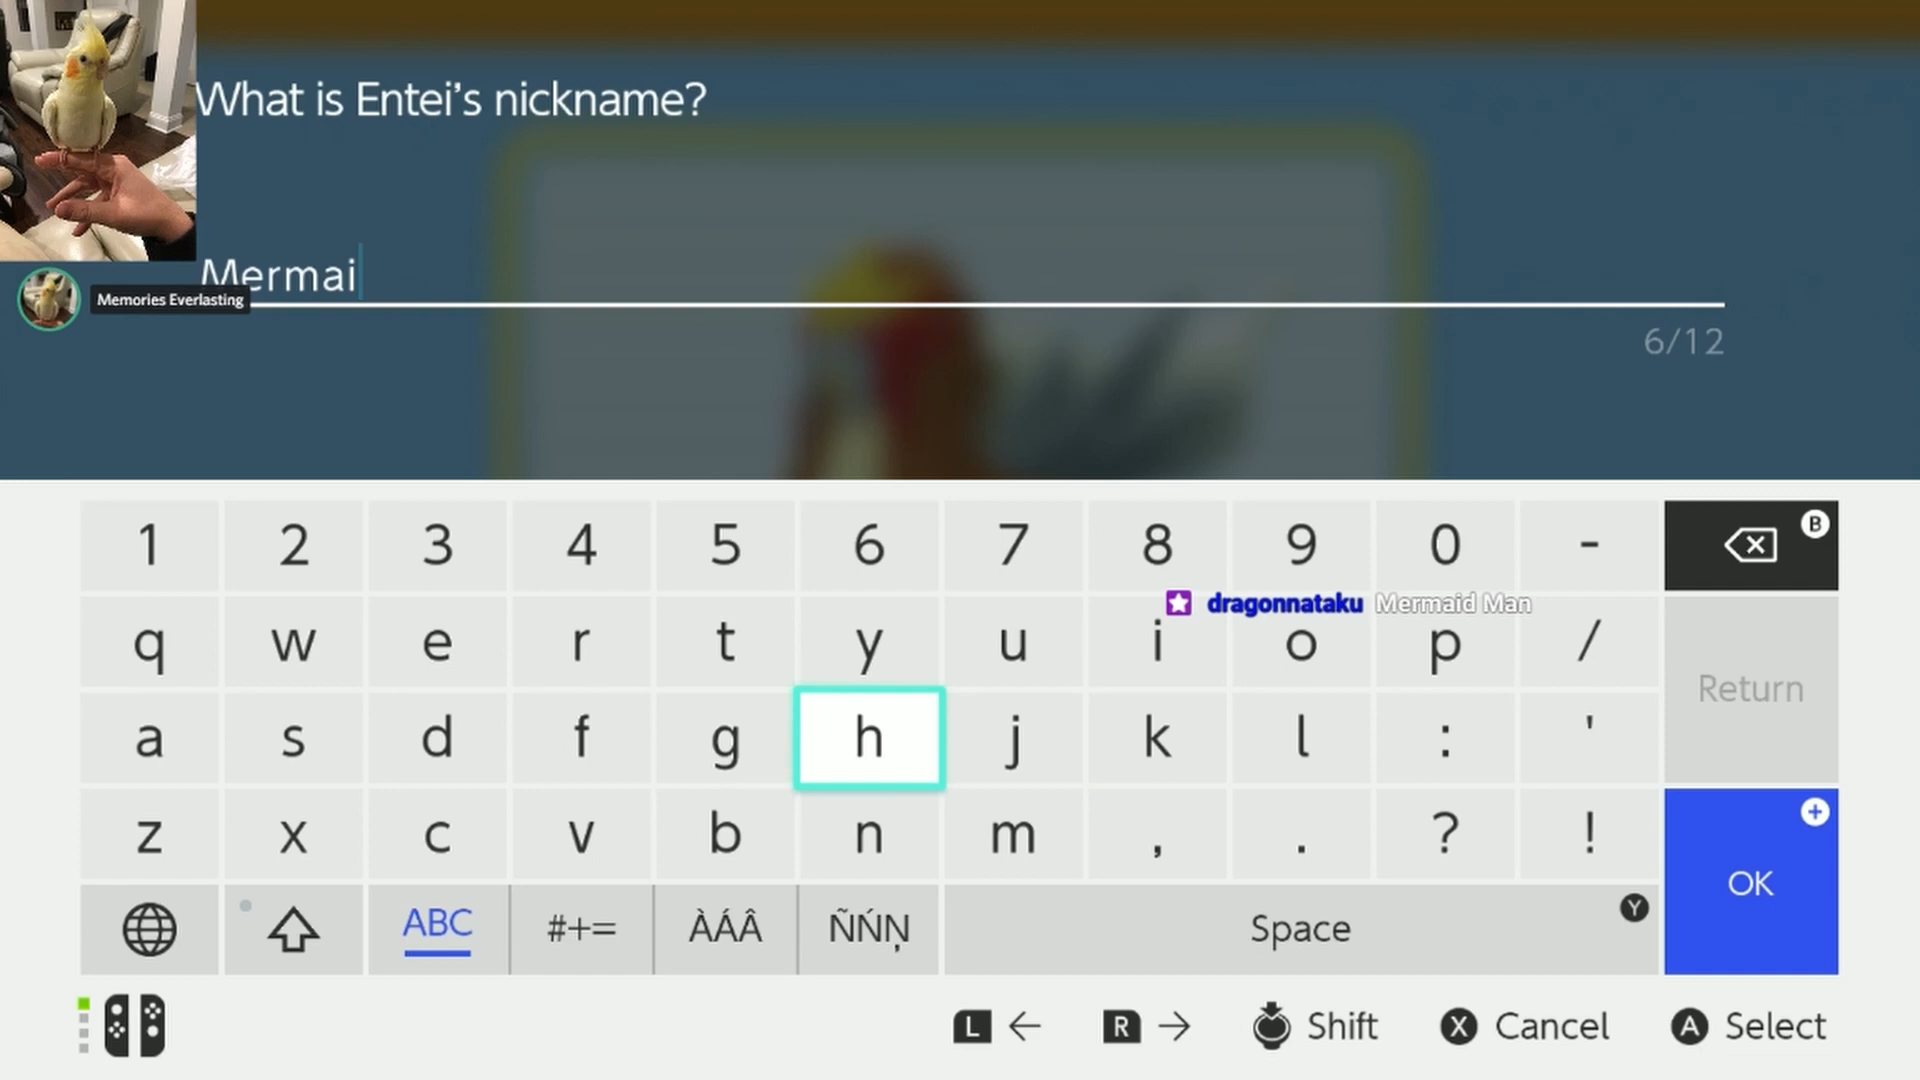 What is Entei's nickname?
Mermai
Memories Everlasting
6/12
1 2 3 4 5 6 7 8 9 0 - B
dragonnataku Mermaid Man
q w e r t y u i o p /
Return
a s d f g h j k l : '
z x c v b n m , . ? !
OK
ABC #+= ÀÁÂ ÑŃŅ Space Y
L ← R → Shift X Cancel A Select